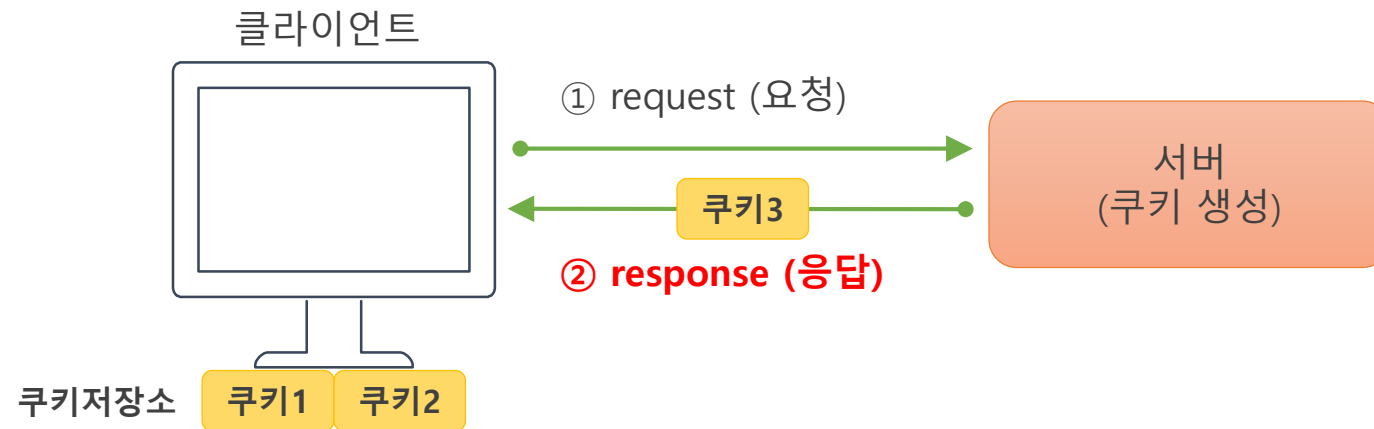 클라이언트
① request (요청)
서버
(쿠키 생성)
쿠키3
② response (응답)
쿠키저장소
쿠키1
쿠키2